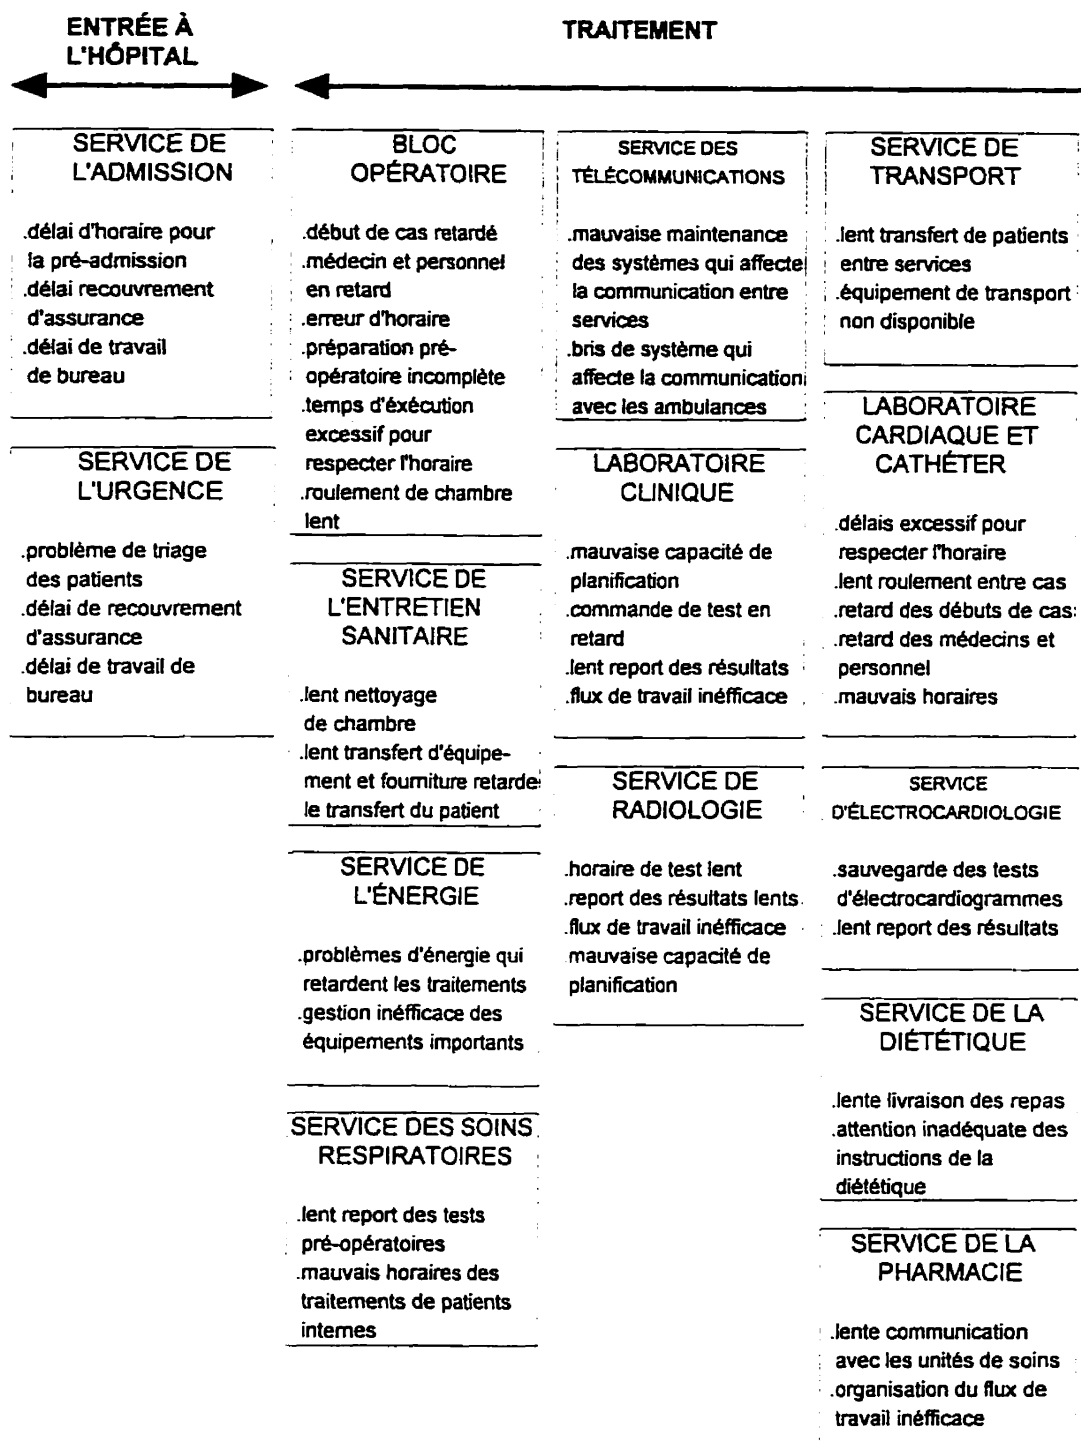 ENTRÉE À
L'HÔPITAL
TRAITEMENT
SERVICE DE
L'ADMISSION
.délai d'horaire pour
la pré-admission
.délai recouvrement
d'assurance
.délai de travail
de bureau
SERVICE DE
L'URGENCE
.problème de triage
des patients
.délai de recouvrement
d'assurance
.délai de travail de
bureau
BLOC
OPÉRATOIRE
.début de cas retardé
.médecin et personnel
en retard
.erreur d'horaire
.préparation pré-
opératoire incomplète
.temps d'éxécution
excessif pour
respecter l'horaire
.roulement de chambre
lent
SERVICE DE
L'ENTRETIEN
SANITAIRE
.lent nettoyage
de chambre
.lent transfert d'équipe-
ment et fourniture retarde
le transfert du patient
SERVICE DE
L'ÉNERGIE
.problèmes d'énergie qui
retardent les traitements
.gestion inéfficace des
équipements importants
SERVICE DES SOINS
RESPIRATOIRES
.lent report des tests
pré-opératoires
.mauvais horaires des
traitements de patients
internes
SERVICE DES
TÉLÉCOMMUNICATIONS
.mauvaise maintenance
des systèmes qui affecte
la communication entre
services
.bris de système qui
affecte la communication
avec les ambulances
LABORATOIRE
CLINIQUE
.mauvaise capacité de
planification
.commande de test en
retard
.lent report des résultats
.flux de travail inéfficace
SERVICE DE
RADIOLOGIE
.horaire de test lent
.report des résultats lents
.flux de travail inéfficace
mauvaise capacité de
planification
SERVICE DE
TRANSPORT
.lent transfert de patients
entre services
.équipement de transport
non disponible
LABORATOIRE
CARDIAQUE ET
CATHÉTER
.délais excessif pour
respecter l'horaire
.lent roulement entre cas
.retard des débuts de cas
.retard des médecins et
personnel
.mauvais horaires
SERVICE
D'ÉLECTROCARDIOLOGIE
.sauvegarde des tests
d'électrocardiogrammes
.lent report des résultats
SERVICE DE LA
DIÉTÉTIQUE
.lente livraison des repas
.attention inadéquate des
instructions de la
diététique
SERVICE DE LA
PHARMACIE
.lente communication
avec les unités de soins
.organisation du flux de
travail inéfficace